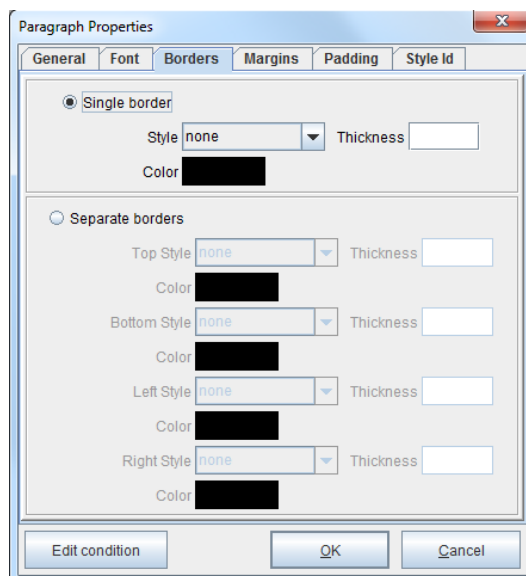 Paragraph Properties
General Font Borders Margins Padding Style Id
Single border
Style none Thickness
Color
Separate borders
Top Style none Thickness
Color
Bottom Style none Thickness
Color
Left Style none Thickness
Color
Right Style none Thickness
Color
Edit condition OK Cancel